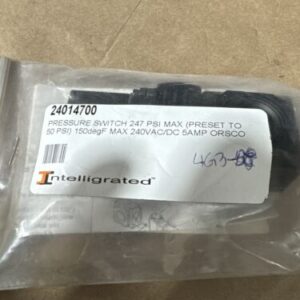 24014700
PRESSURE SWITCH 247 PSI MAX (PRESET TO
50 PSI) 150degF MAX 240VAC/DC 5AMP ORSCO
Intelligrated